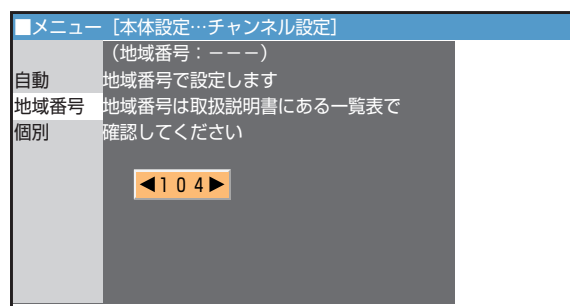 ■メニュー [本体設定…チャンネル設定]
(地域番号:---)
自動 地域番号で設定します
地域番号 地域番号は取扱説明書にある一覧表で
個別 確認してください
◀104▶